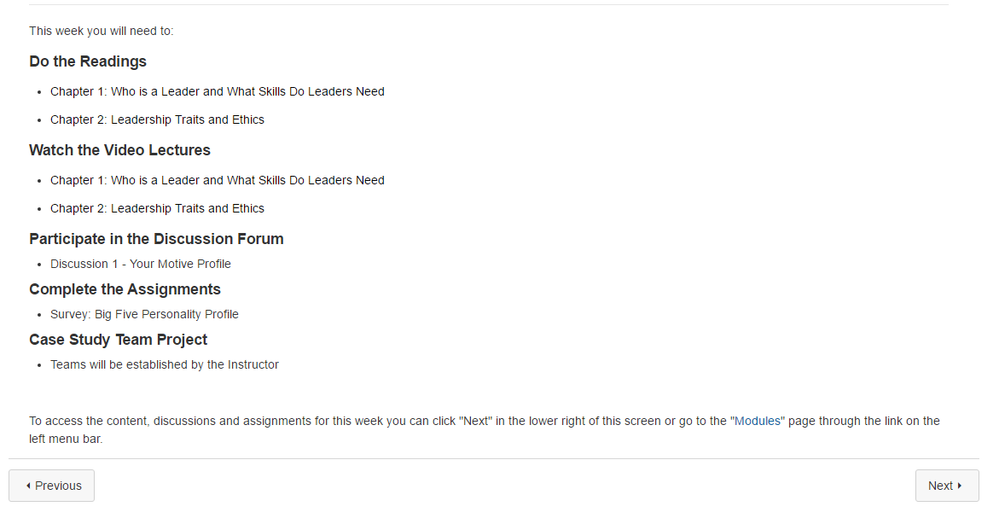 This week you will need to:
Do the Readings
Chapter 1: Who is a Leader and What Skills Do Leaders Need
Chapter 2: Leadership Traits and Ethics
Watch the Video Lectures
Chapter 1: Who is a Leader and What Skills Do Leaders Need
Chapter 2: Leadership Traits and Ethics
Participate in the Discussion Forum
Discussion 1 - Your Motive Profile
Complete the Assignments
Survey: Big Five Personality Profile
Case Study Team Project
Teams will be established by the Instructor
To access the content, discussions and assignments for this week you can click "Next" in the lower right of this screen or go to the "Modules" page through the link on the
left menu bar.
Previous
Next